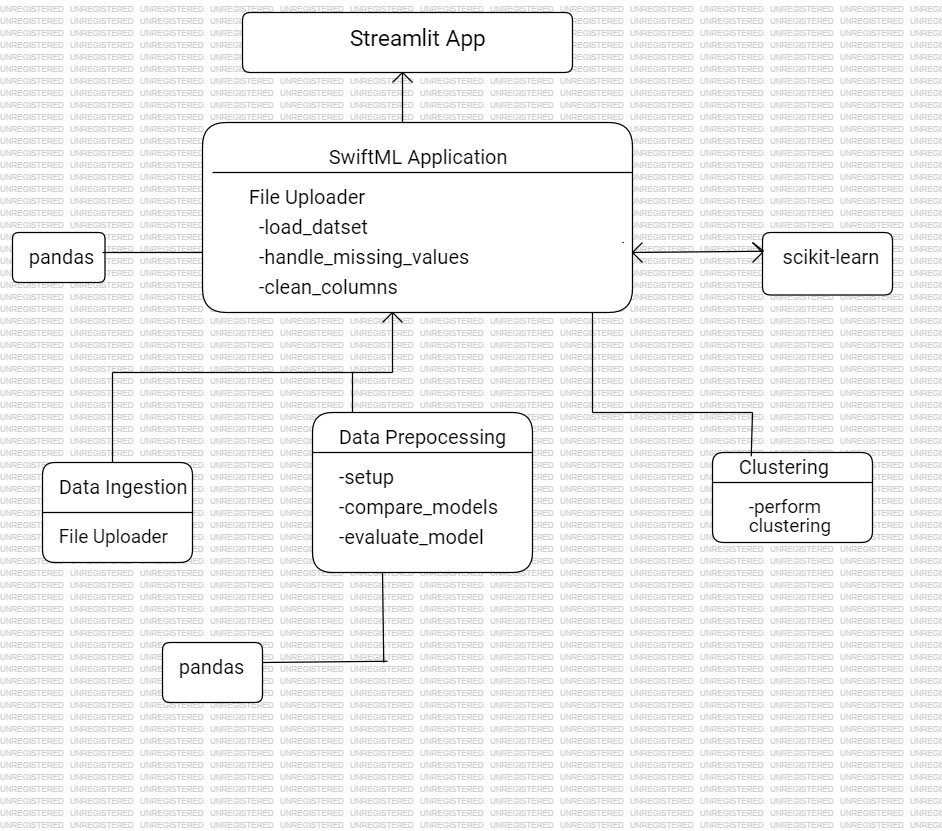 Streamlit App
SwiftML Application
File Uploader
-load_datset
-handle_missing_values
-clean_columns
pandas
scikit-learn
Data Prepocessing
-setup
-compare_models
-evaluate_model
Data Ingestion
File Uploader
Clustering
-perform
clustering
pandas
UNREGISTERED